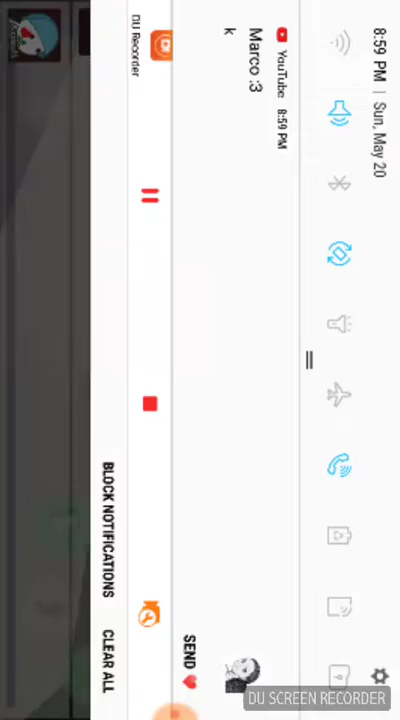 8:59 PM | Sun, May 20
YouTube 8:59 PM
Marco :3
k
SEND
DU Recorder
BLOCK NOTIFICATIONS
CLEAR ALL
DU SCREEN RECORDER